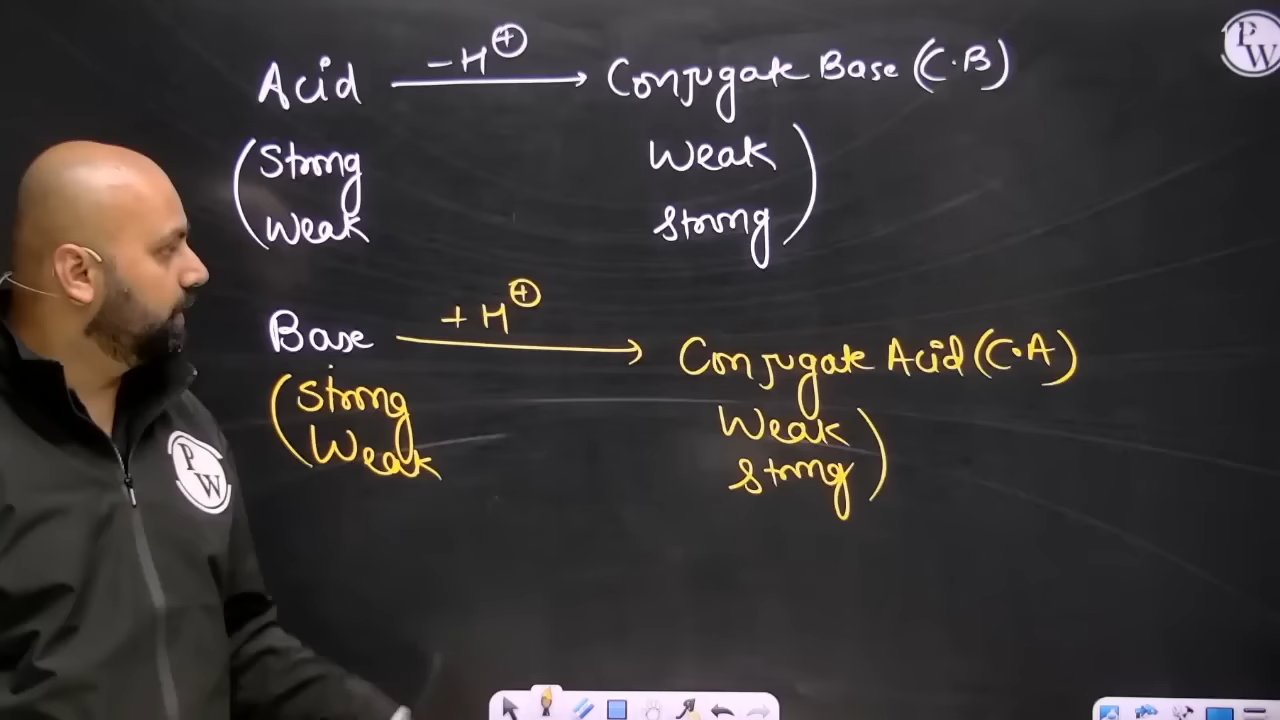 Acid -H⊕ → Conjugate Base (C.B)
(Strong Weak
Weak Strong)
Base +H⊕ → Conjugate Acid (C.A)
(Strong Weak
Weak Strong)
PW
PW